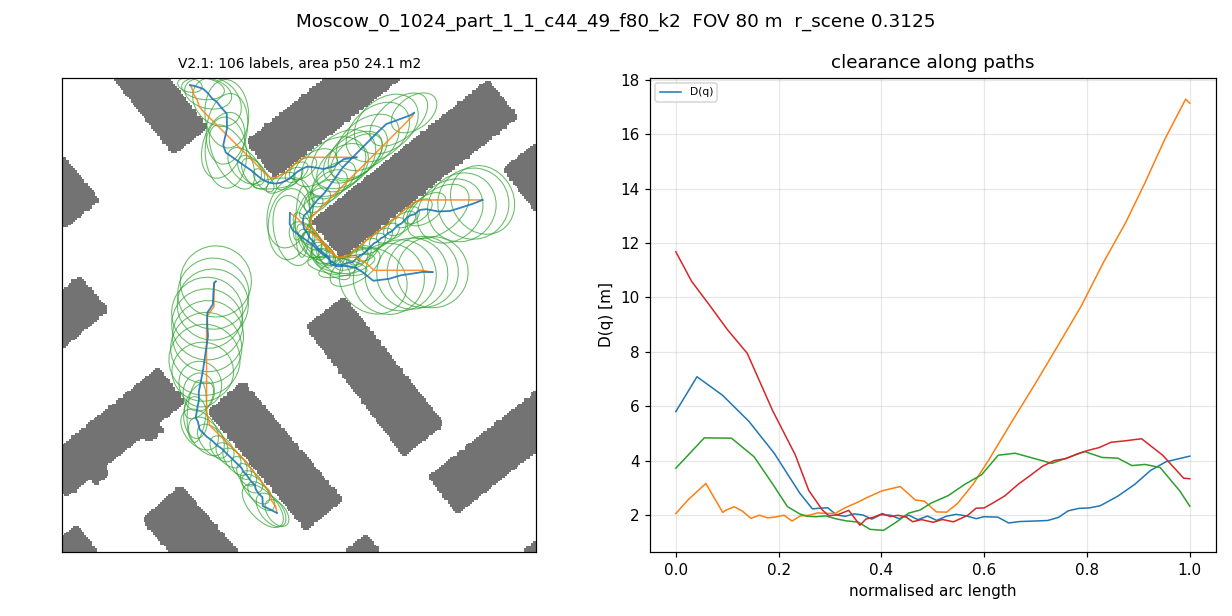 Moscow_0_1024_part_1_1_c44_49_f80_k2  FOV 80 m  r_scene 0.3125
V2.1: 106 labels, area p50 24.1 m2
clearance along paths
D(q)
D(q) [m]
18
16
14
12
10
8
6
4
2
0.0 0.2 0.4 0.6 0.8 1.0
normalised arc length